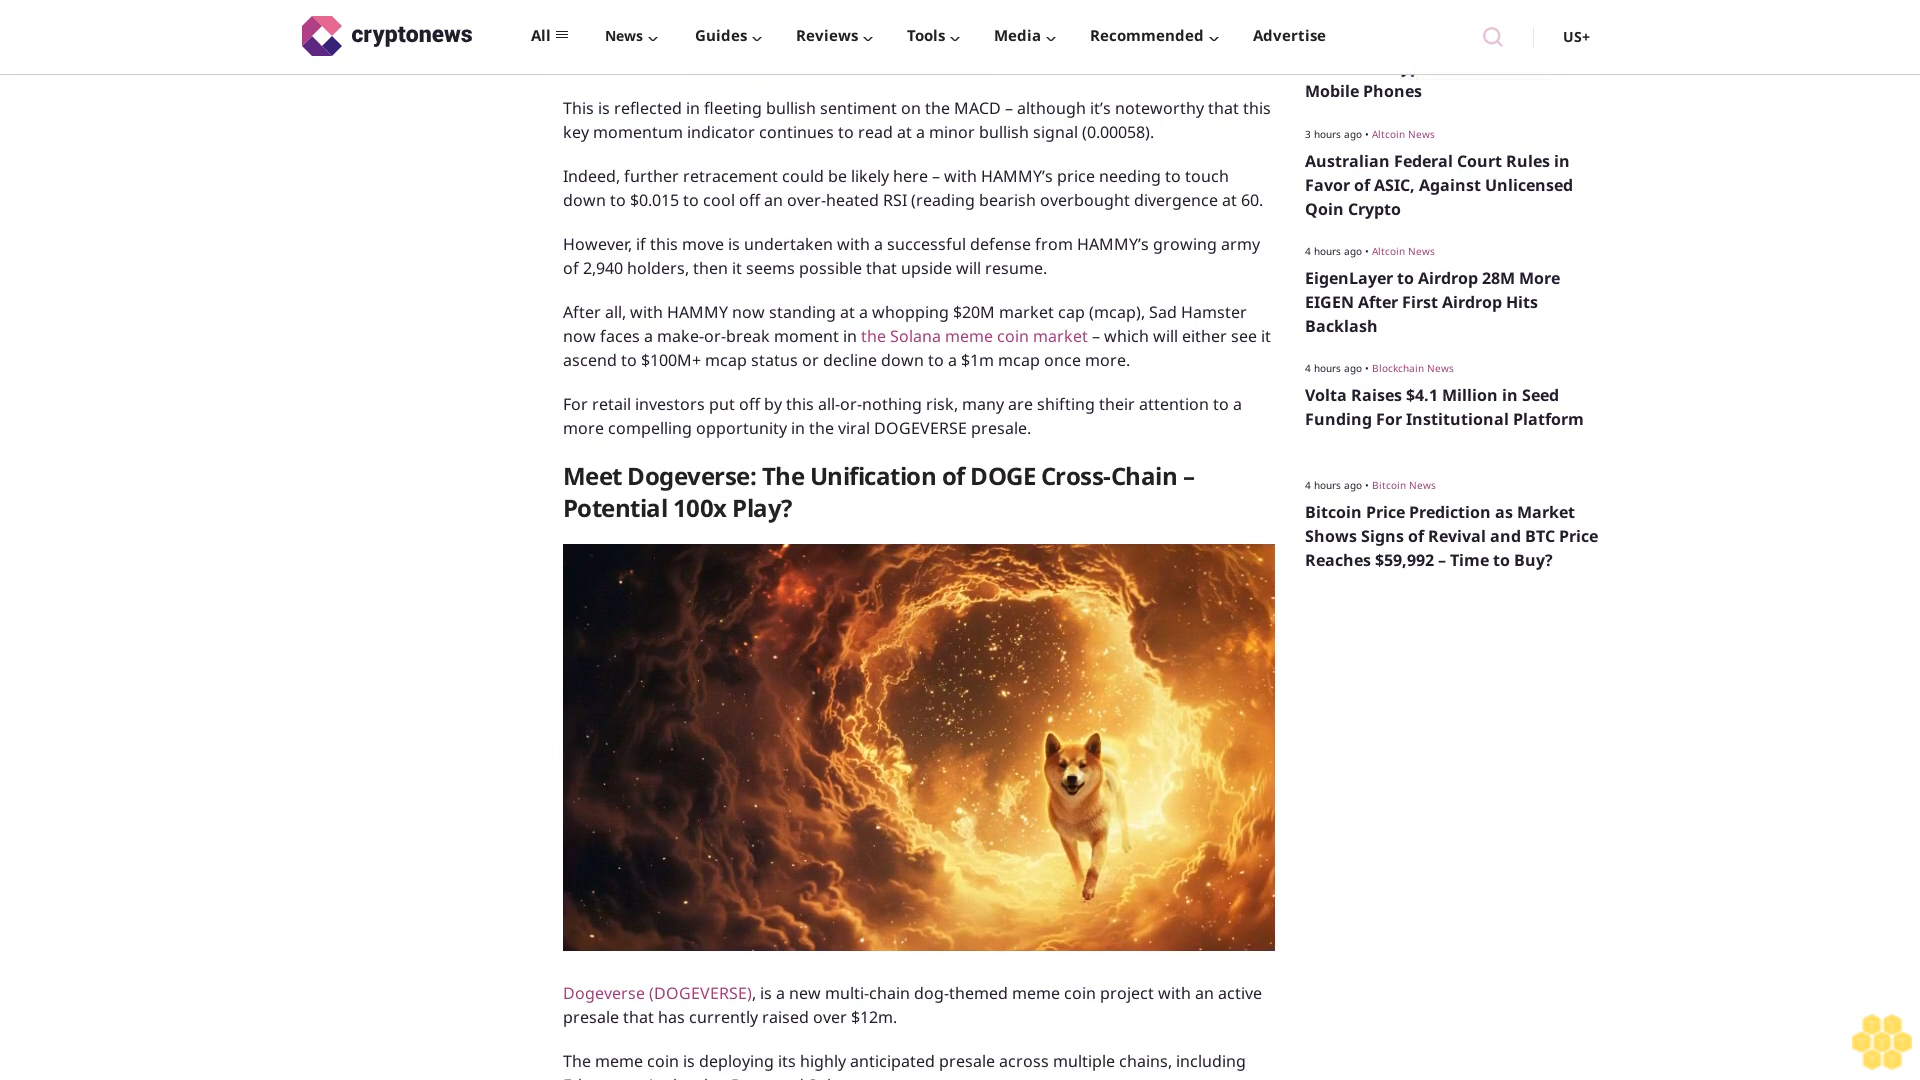 cryptonews
All
News
Guides
Reviews
Tools
Media
Recommended
Advertise
US+
This is reflected in fleeting bullish sentiment on the MACD – although it’s noteworthy that this
key momentum indicator continues to read at a minor bullish signal (0.00058).
Indeed, further retracement could be likely here – with HAMMY’s price needing to touch
down to $0.015 to cool off an over-heated RSI (reading bearish overbought divergence at 60.
However, if this move is undertaken with a successful defense from HAMMY’s growing army
of 2,940 holders, then it seems possible that upside will resume.
After all, with HAMMY now standing at a whopping $20M market cap (mcap), Sad Hamster
now faces a make-or-break moment in the Solana meme coin market – which will either see it
ascend to $100M+ mcap status or decline down to a $1m mcap once more.
For retail investors put off by this all-or-nothing risk, many are shifting their attention to a
more compelling opportunity in the viral DOGEVERSE presale.
Meet Dogeverse: The Unification of DOGE Cross-Chain –
Potential 100x Play?
Dogeverse (DOGEVERSE), is a new multi-chain dog-themed meme coin project with an active
presale that has currently raised over $12m.
The meme coin is deploying its highly anticipated presale across multiple chains, including
Mobile Phones
3 hours ago • Altcoin News
Australian Federal Court Rules in
Favor of ASIC, Against Unlicensed
Qoin Crypto
4 hours ago • Altcoin News
EigenLayer to Airdrop 28M More
EIGEN After First Airdrop Hits
Backlash
4 hours ago • Blockchain News
Volta Raises $4.1 Million in Seed
Funding For Institutional Platform
4 hours ago • Bitcoin News
Bitcoin Price Prediction as Market
Shows Signs of Revival and BTC Price
Reaches $59,992 – Time to Buy?